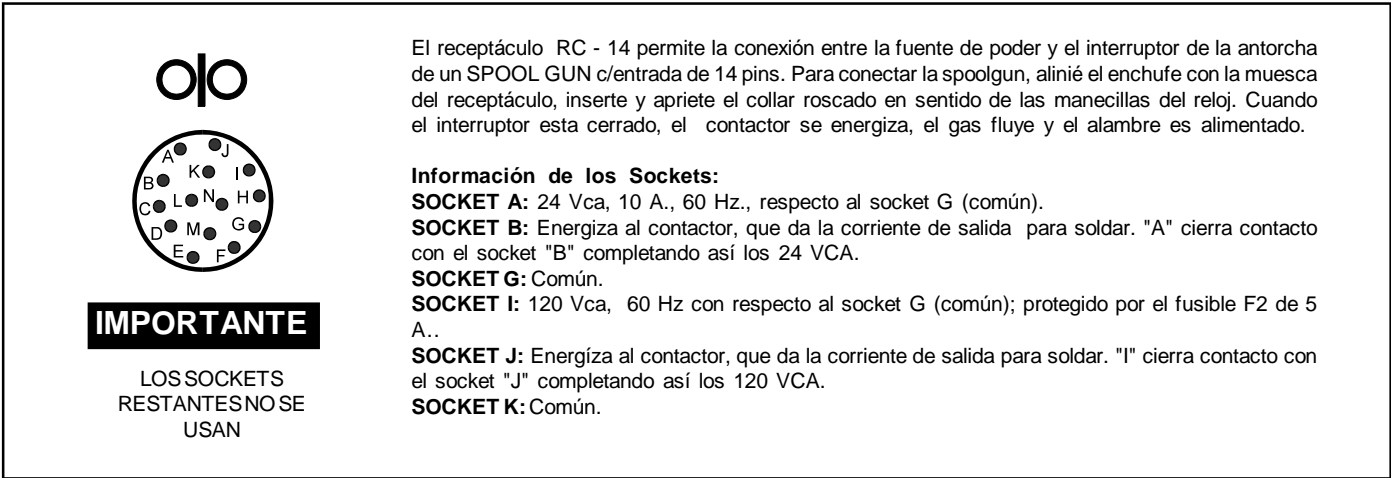 El receptáculo RC - 14 permite la conexión entre la fuente de poder y el interruptor de la antorcha
de un SPOOL GUN c/entrada de 14 pins. Para conectar la spoolgun, alinié el enchufe con la muesca
del receptáculo, inserte y apriete el collar roscado en sentido de las manecillas del reloj. Cuando
el interruptor esta cerrado, el contactor se energiza, el gas fluye y el alambre es alimentado.
Información de los Sockets:
SOCKET A: 24 Vca, 10 A., 60 Hz., respecto al socket G (común).
SOCKET B: Energiza al contactor, que da la corriente de salida para soldar. "A" cierra contacto
con el socket "B" completando así los 24 VCA.
SOCKET G: Común.
SOCKET I: 120 Vca, 60 Hz con respecto al socket G (común); protegido por el fusible F2 de 5
A..
SOCKET J: Energíza al contactor, que da la corriente de salida para soldar. "I" cierra contacto con
el socket "J" completando así los 120 VCA.
SOCKET K: Común.
A J
K I
B
L N H
C
D M G
E F
IMPORTANTE
LOS SOCKETS
RESTANTES NO SE
USAN